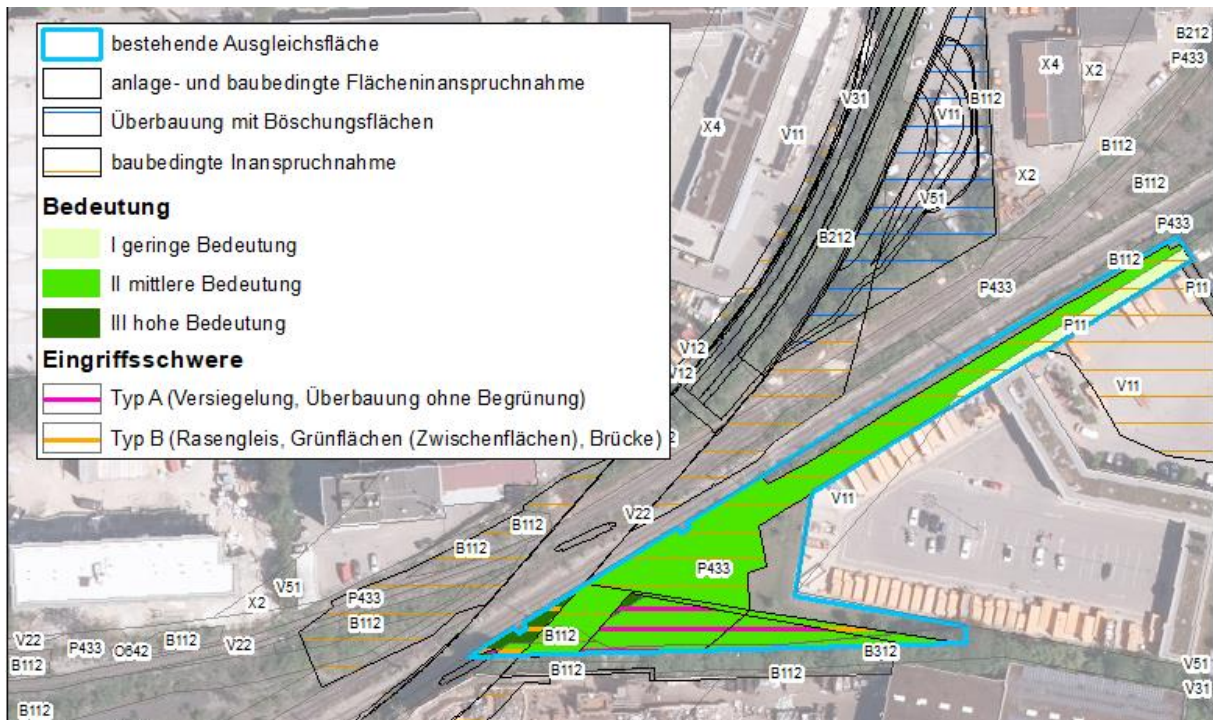 bestehende Ausgleichsfläche
anlage- und baubedingte Flächeninanspruchnahme
Überbauung mit Böschungsflächen
baubedingte Inanspruchnahme
Bedeutung
I geringe Bedeutung
II mittlere Bedeutung
III hohe Bedeutung
Eingriffsschwere
Typ A (Versiegelung, Überbauung ohne Begrünung)
Typ B (Rasengleis, Grünflächen (Zwischenflächen), Brücke)
B212
P433
X4
X2
V31
B112
V11
X4
V11
B112
X2
B112
V51
P433
B212
B112
P433
P11
P11
V12
V12
V11
V11
V22
B112
P433
B112
V51
P433
X2
B112
B112
B312
V22
P433
O642
B112
V22
B112
B112
B112
V51
V31
B112